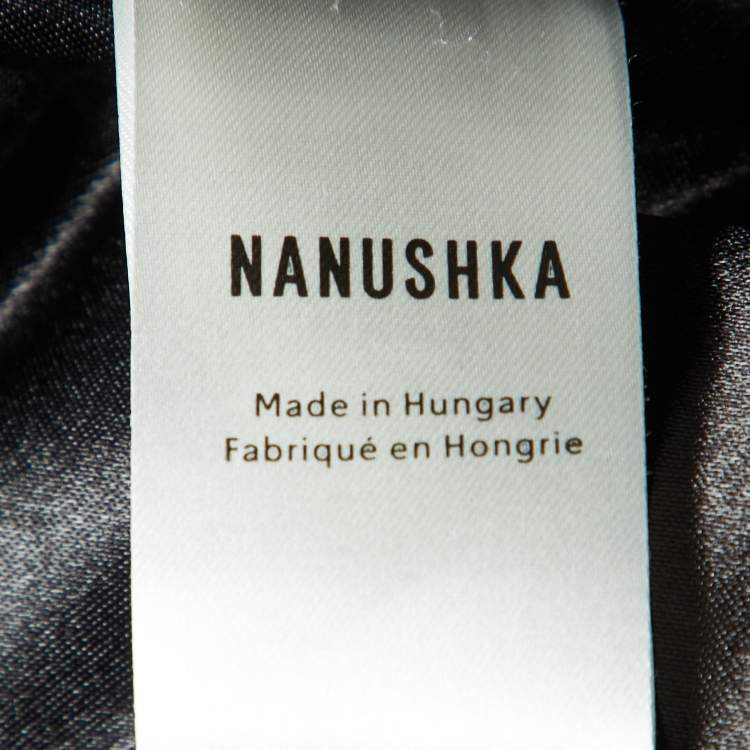 NANUSHKA
Made in Hungary
Fabriqué en Hongrie